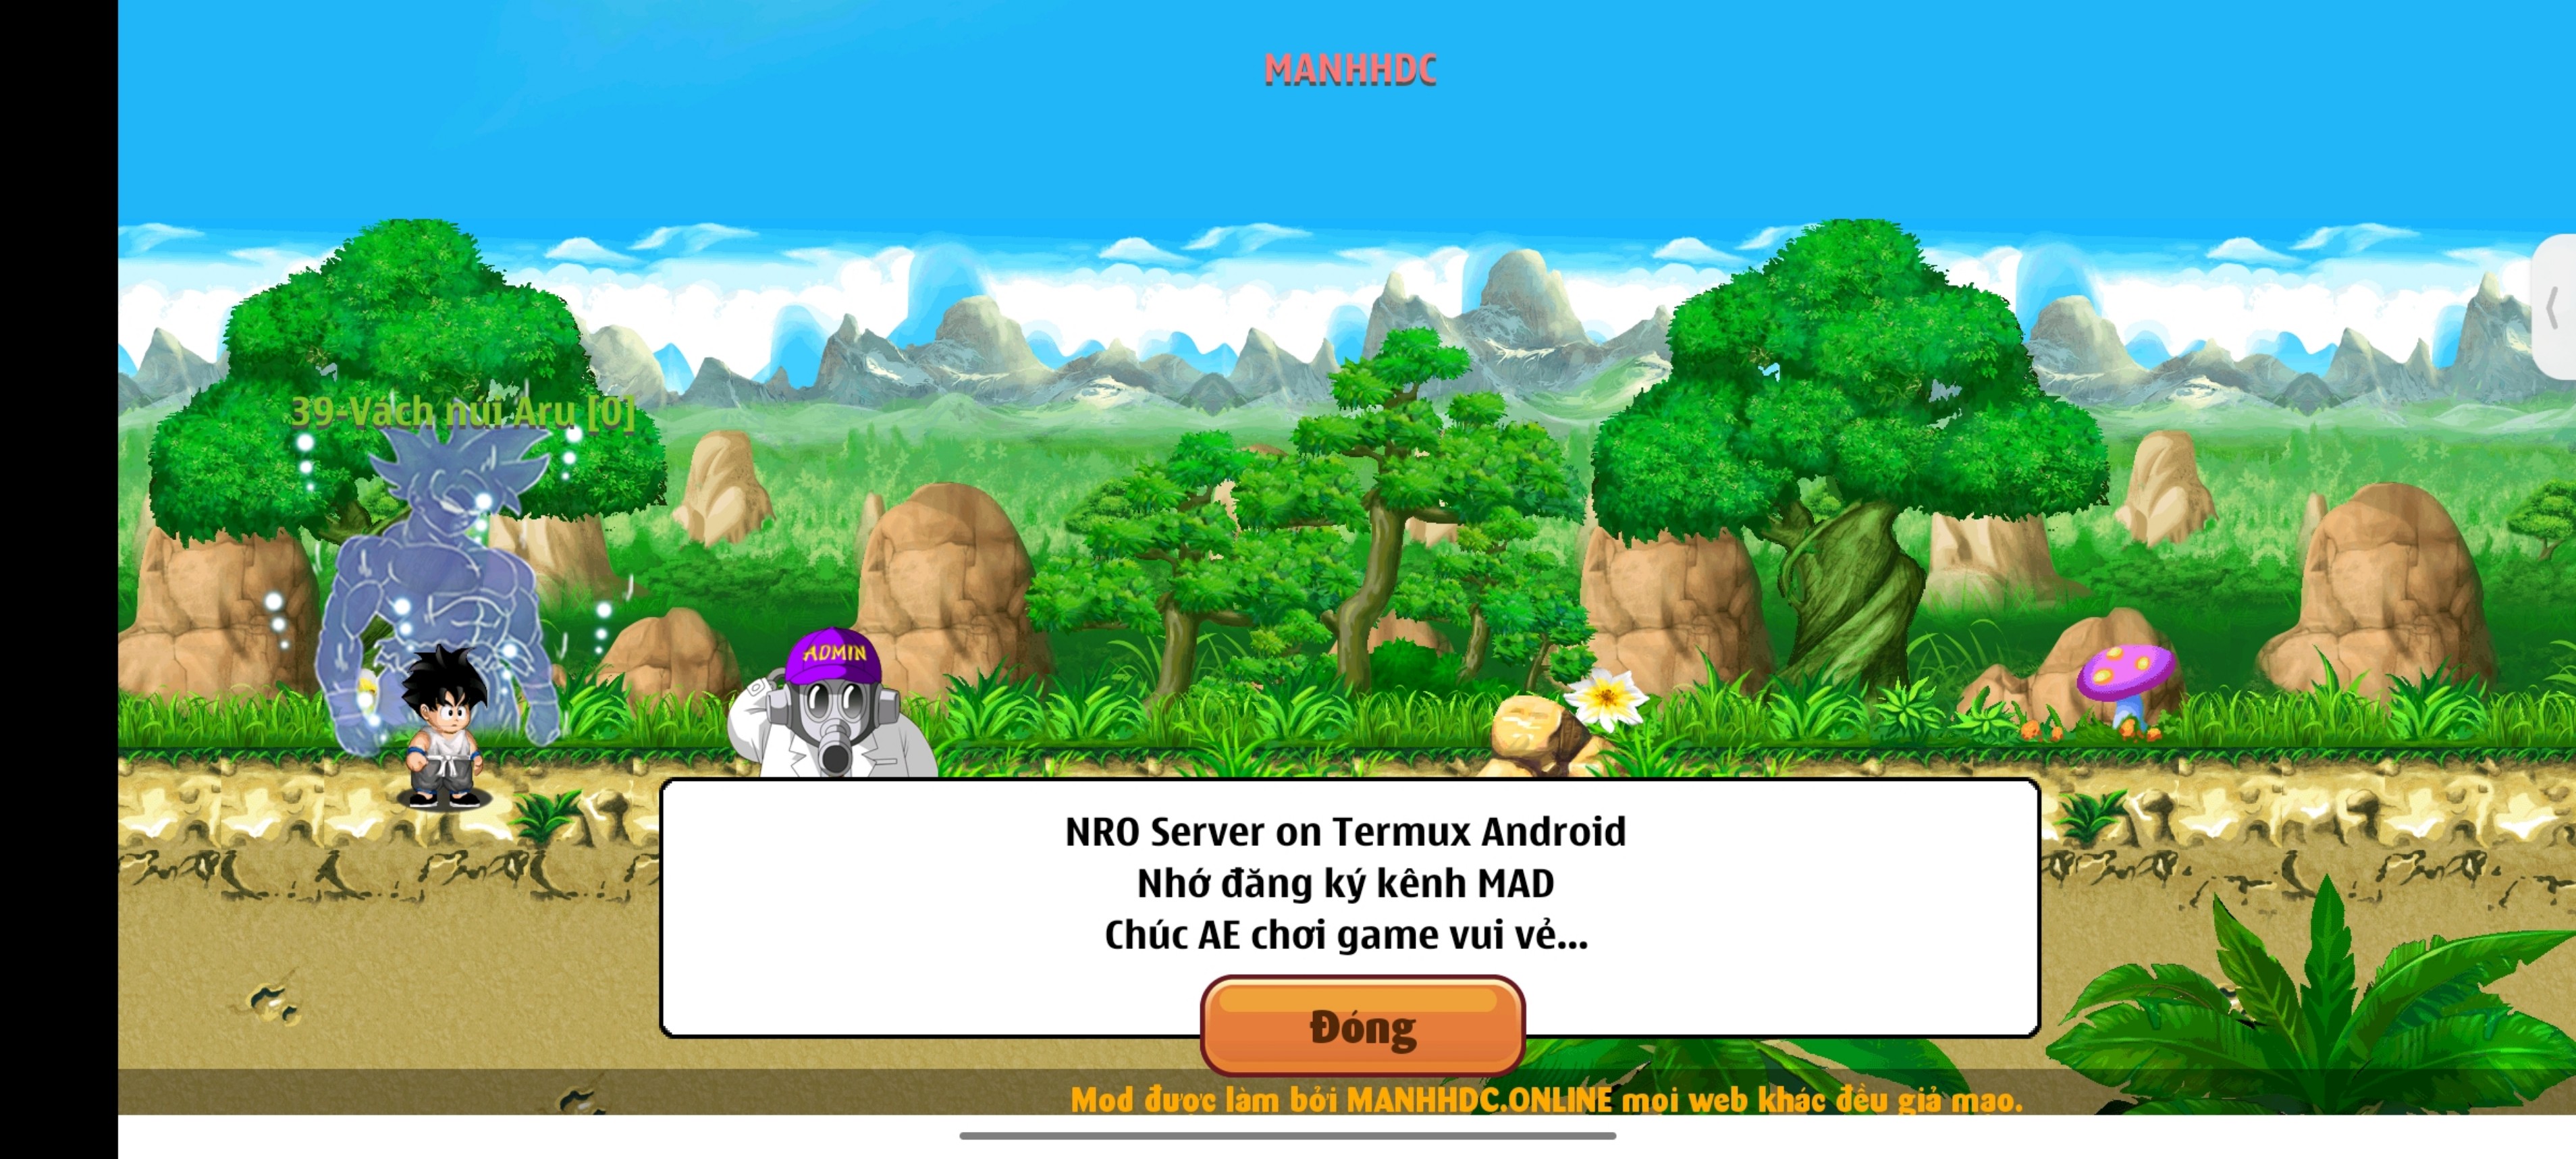 MANHHDC
39-Vách núi Aru [0]
ADMIN
NRO Server on Termux Android
Nhớ đăng ký kênh MAD
Chúc AE chơi game vui vẻ...
Đóng
Mod được làm bởi MANHHDC.ONLINE mọi web khác đều giả mạo.